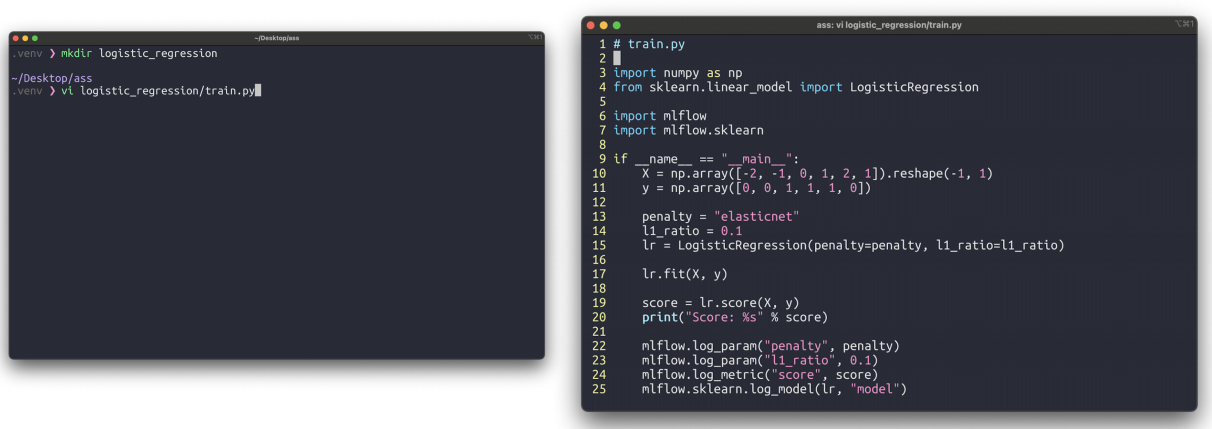 ~/Desktop/ass
⌥⌘1
.venv ❯ mkdir logistic_regression
~/Desktop/ass
.venv ❯ vi logistic_regression/train.py
ass: vi logistic_regression/train.py
⌥⌘1
1 # train.py
2
3 import numpy as np
4 from sklearn.linear_model import LogisticRegression
5
6 import mlflow
7 import mlflow.sklearn
8
9 if __name__ == "__main__":
10     X = np.array([-2, -1, 0, 1, 2, 1]).reshape(-1, 1)
11     y = np.array([0, 0, 1, 1, 1, 0])
12
13     penalty = "elasticnet"
14     l1_ratio = 0.1
15     lr = LogisticRegression(penalty=penalty, l1_ratio=l1_ratio)
16
17     lr.fit(X, y)
18
19     score = lr.score(X, y)
20     print("Score: %s" % score)
21
22     mlflow.log_param("penalty", penalty)
23     mlflow.log_param("l1_ratio", 0.1)
24     mlflow.log_metric("score", score)
25     mlflow.sklearn.log_model(lr, "model")